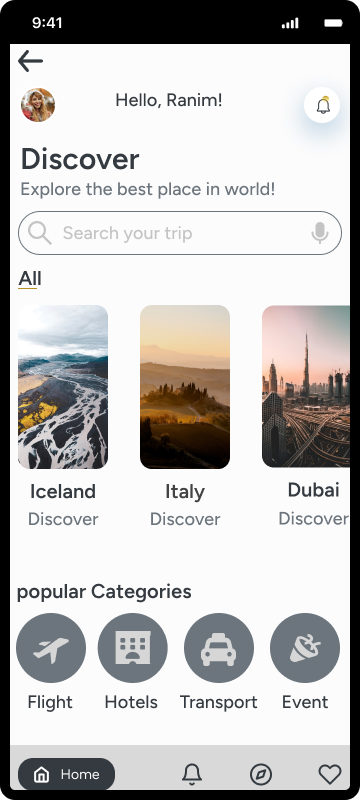 9:41
Hello, Ranim!
Discover
Explore the best place in world!
Search your trip
All
Iceland
Italy
Dubai
Discover
Discover
Discover
popular Categories
Flight
Hotels
Transport
Event
Home